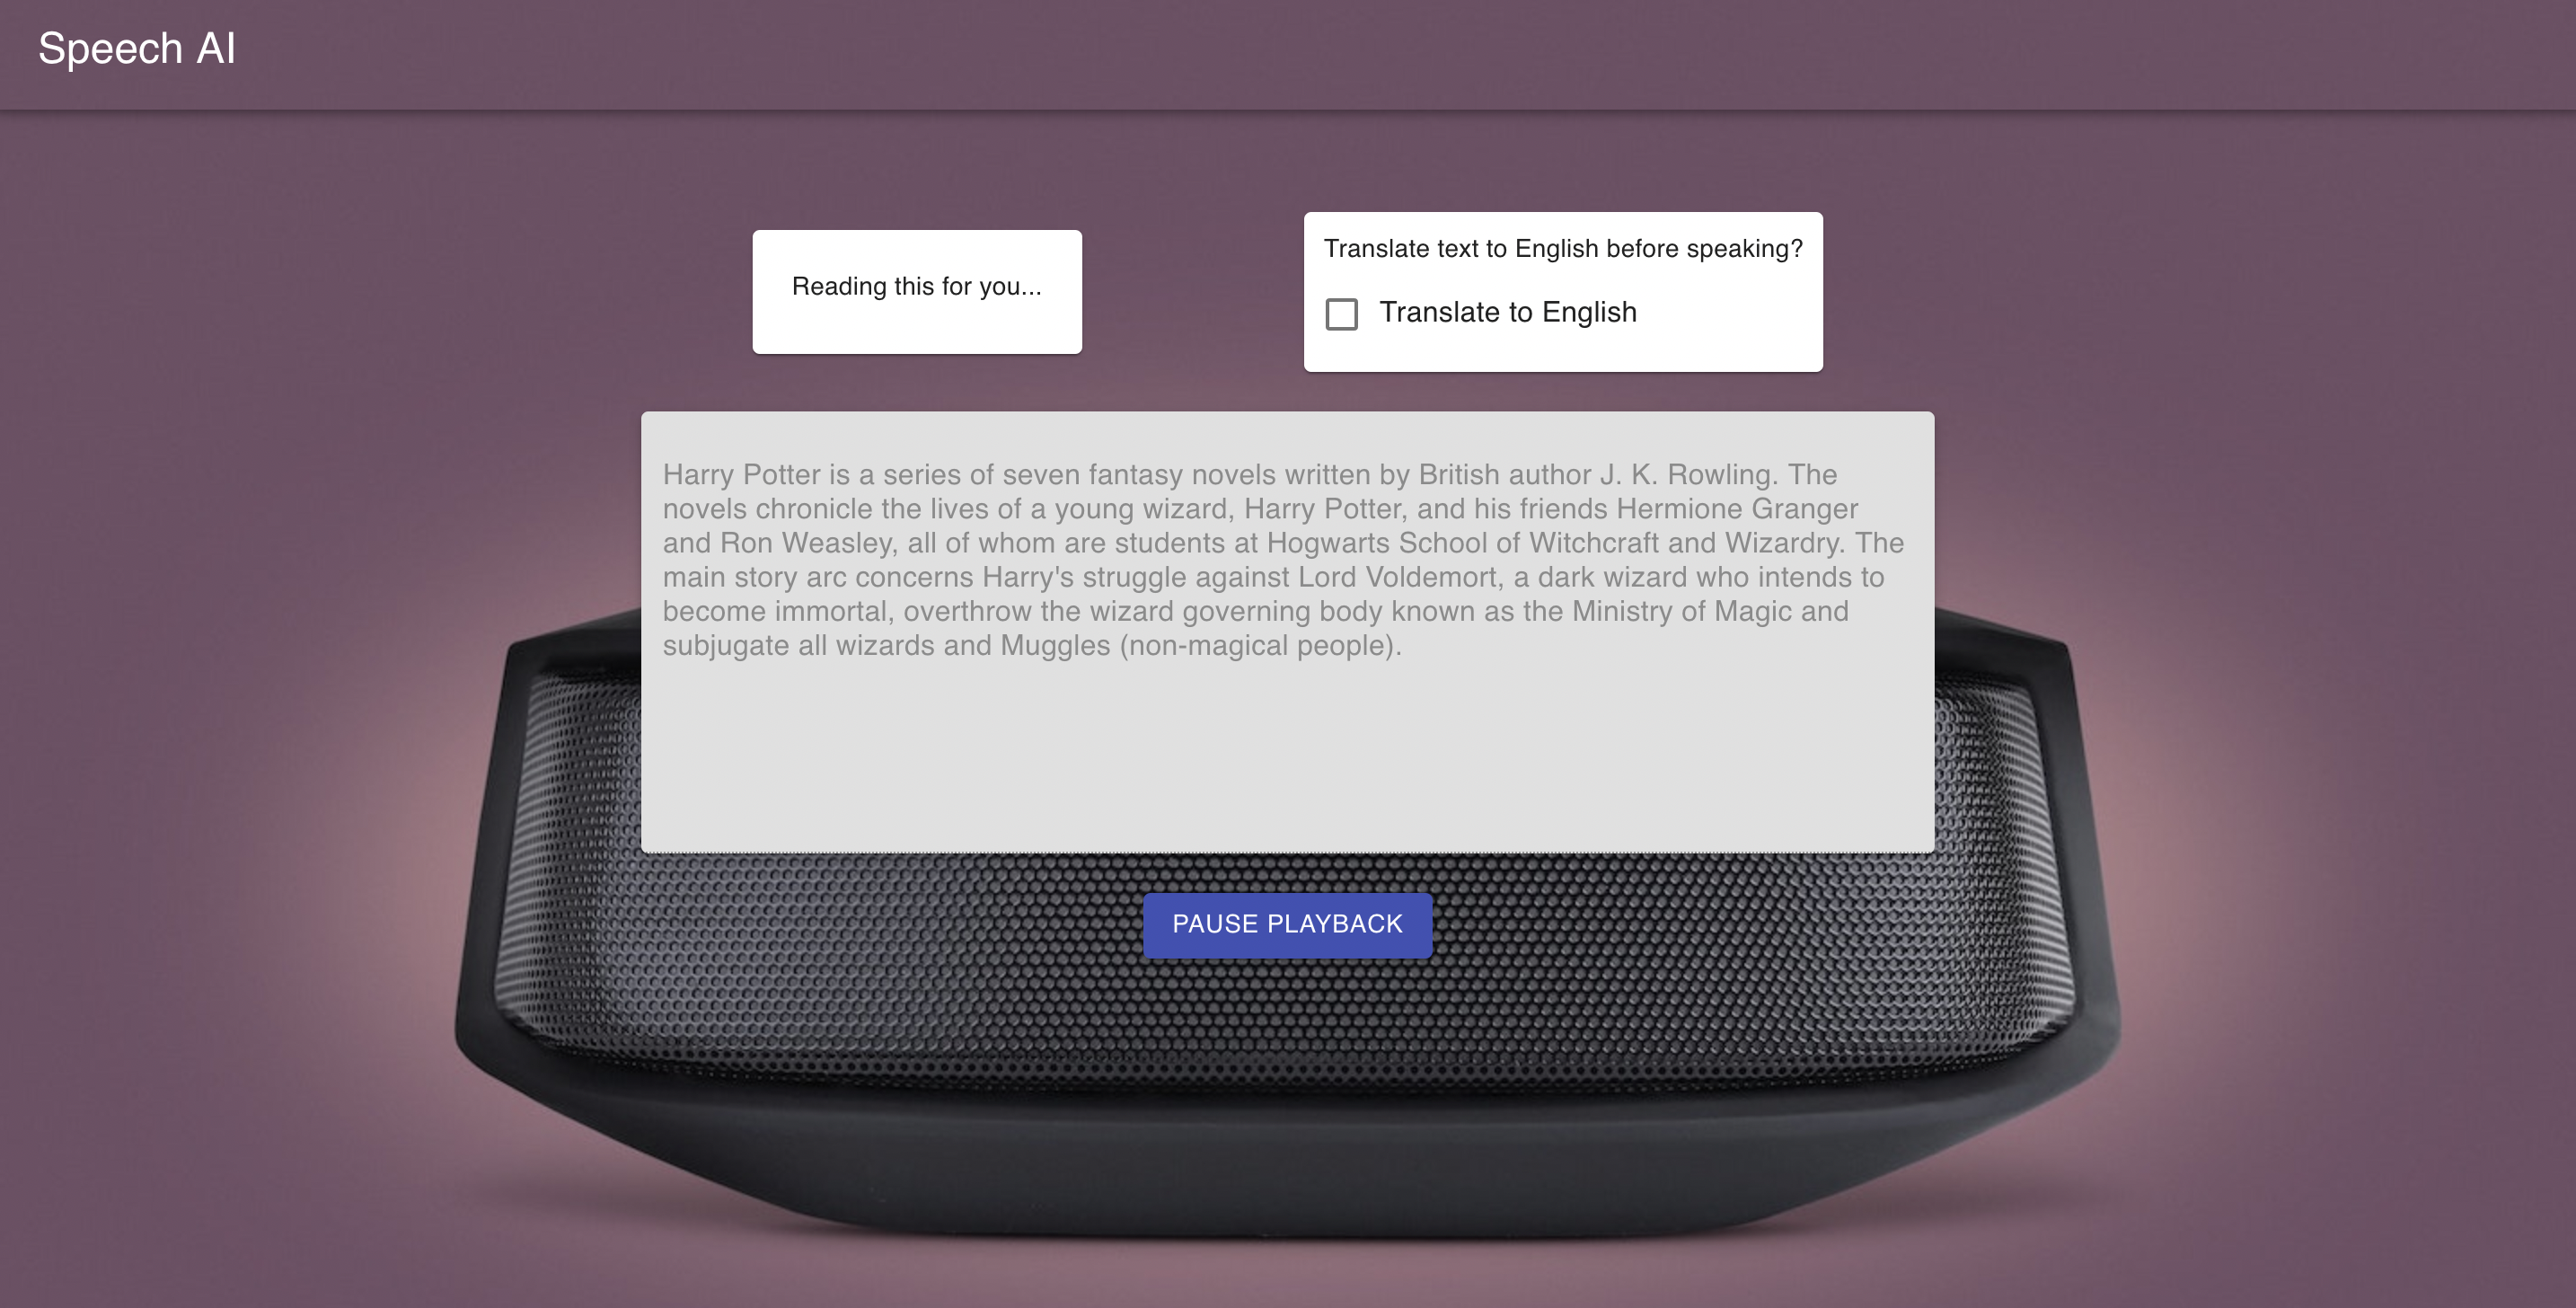 Speech AI
Reading this for you...
Translate text to English before speaking?
Translate to English
Harry Potter is a series of seven fantasy novels written by British author J. K. Rowling. The
novels chronicle the lives of a young wizard, Harry Potter, and his friends Hermione Granger
and Ron Weasley, all of whom are students at Hogwarts School of Witchcraft and Wizardry. The
main story arc concerns Harry's struggle against Lord Voldemort, a dark wizard who intends to
become immortal, overthrow the wizard governing body known as the Ministry of Magic and
subjugate all wizards and Muggles (non-magical people).
PAUSE PLAYBACK